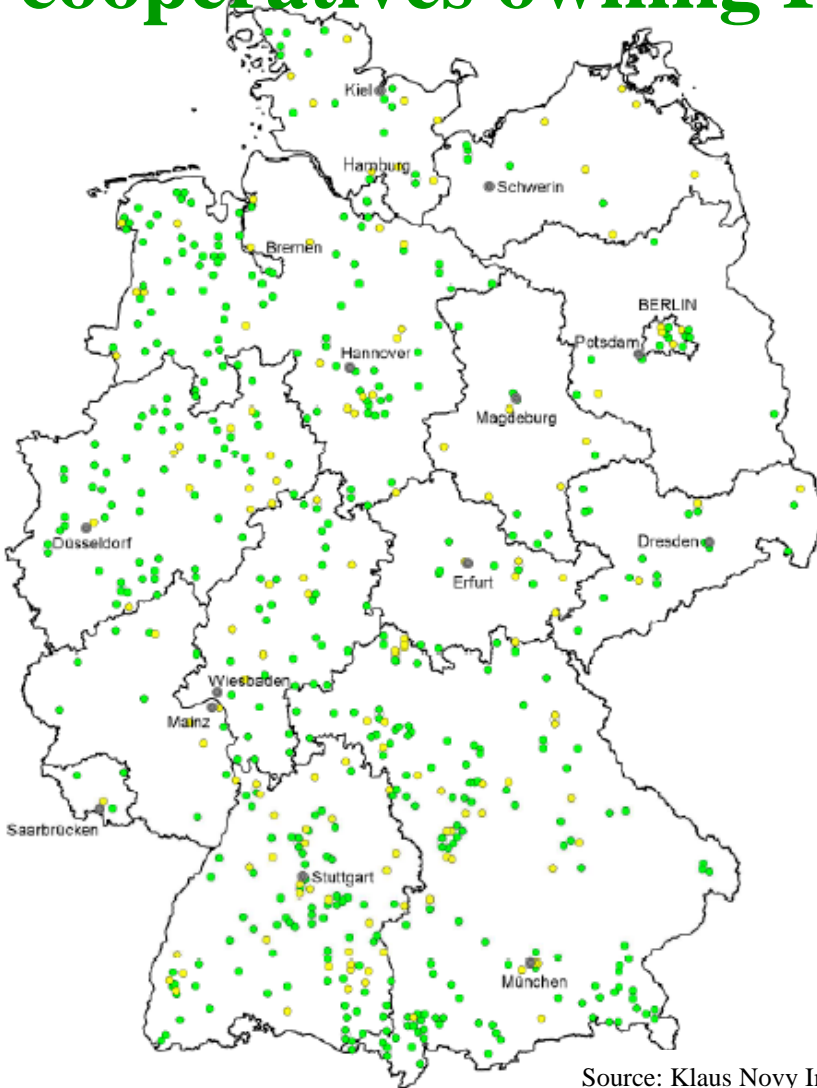 cooperatives owning
Kiel
Hamburg
Schwerin
Bremen
BERLIN
Potsdam
Hannover
Magdeburg
Düsseldorf
Dresden
Erfurt
Wiesbaden
Mainz
Saarbrücken
Stuttgart
München
Source: Klaus Novy In